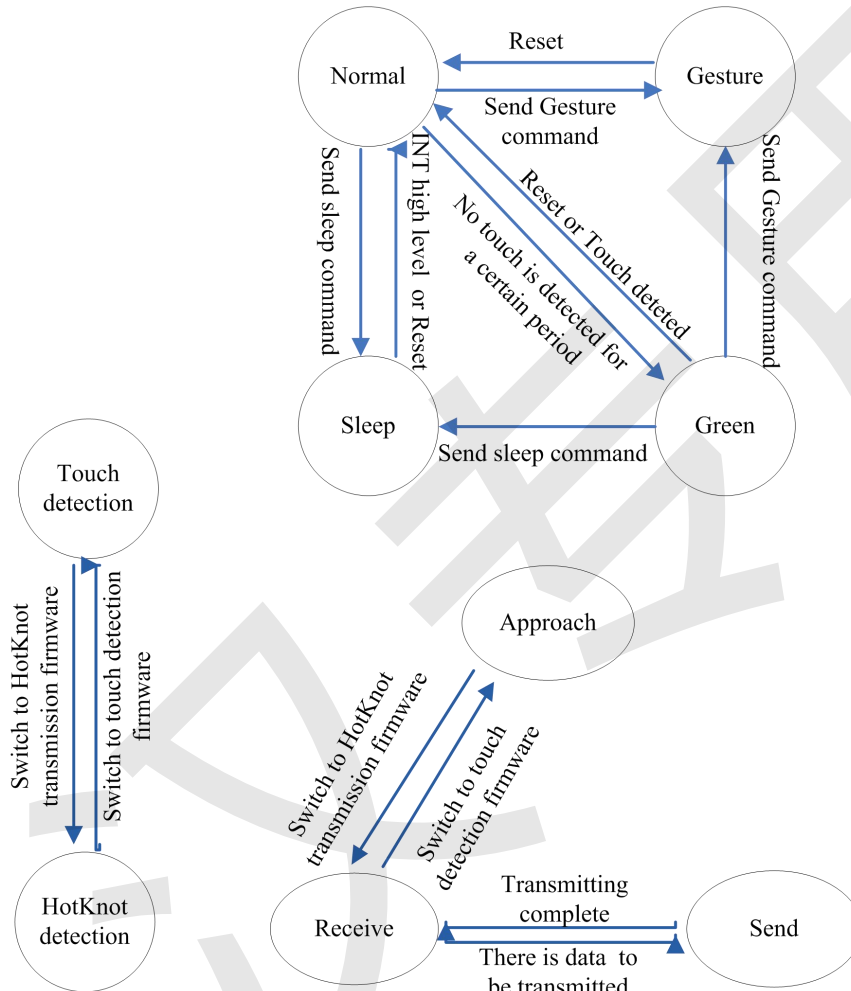 Reset
Normal
Gesture
Send Gesture
command
Send sleep command
INT high level or Reset
Reset or Touch deteted
No touch is detected for
a certain period
Send Gesture command
Sleep
Green
Send sleep command
Touch
detection
Switch to HotKnot
transmission firmware
Switch to touch detection
firmware
HotKnot
detection
Approach
Switch to HotKnot
transmission firmware
Switch to touch
detection firmware
Receive
Transmitting
complete
Send
There is data to
be transmitted